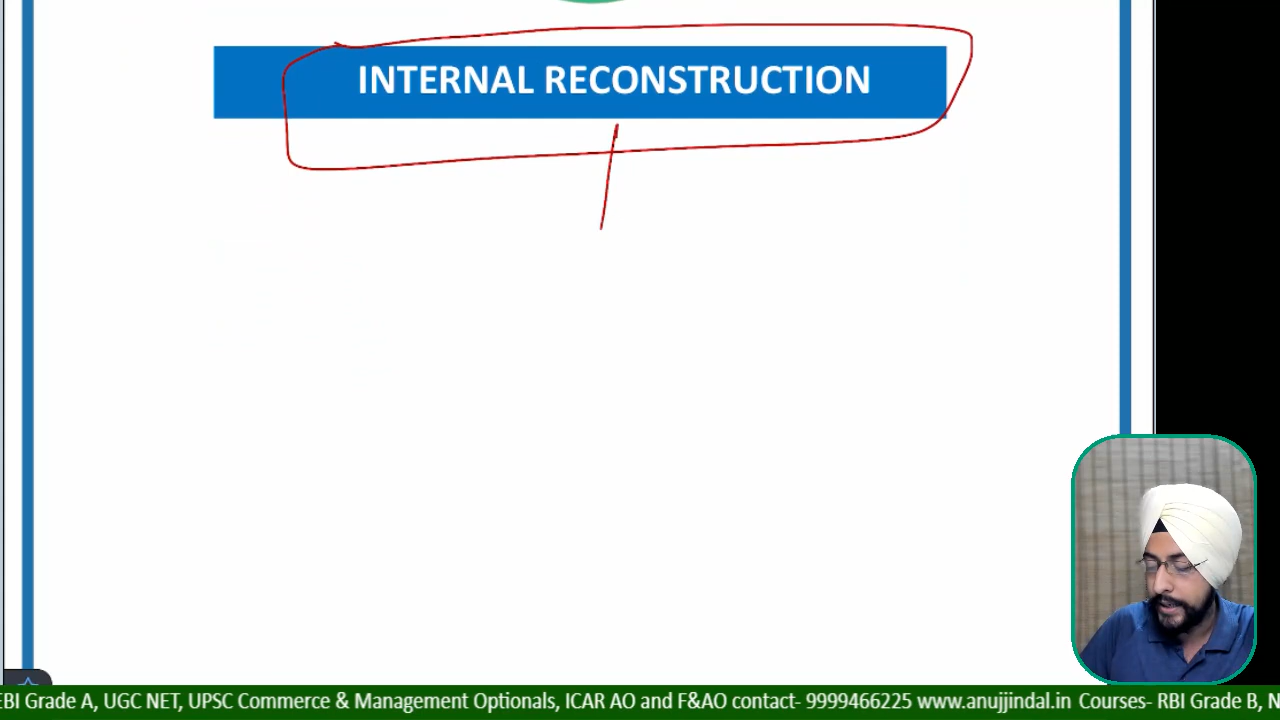 INTERNAL RECONSTRUCTION
EBI Grade A, UGC NET, UPSC Commerce & Management Optionals, ICAR AO and F&AO contact- 9999466225 www.anujjindal.in Courses- RBI Grade B, N